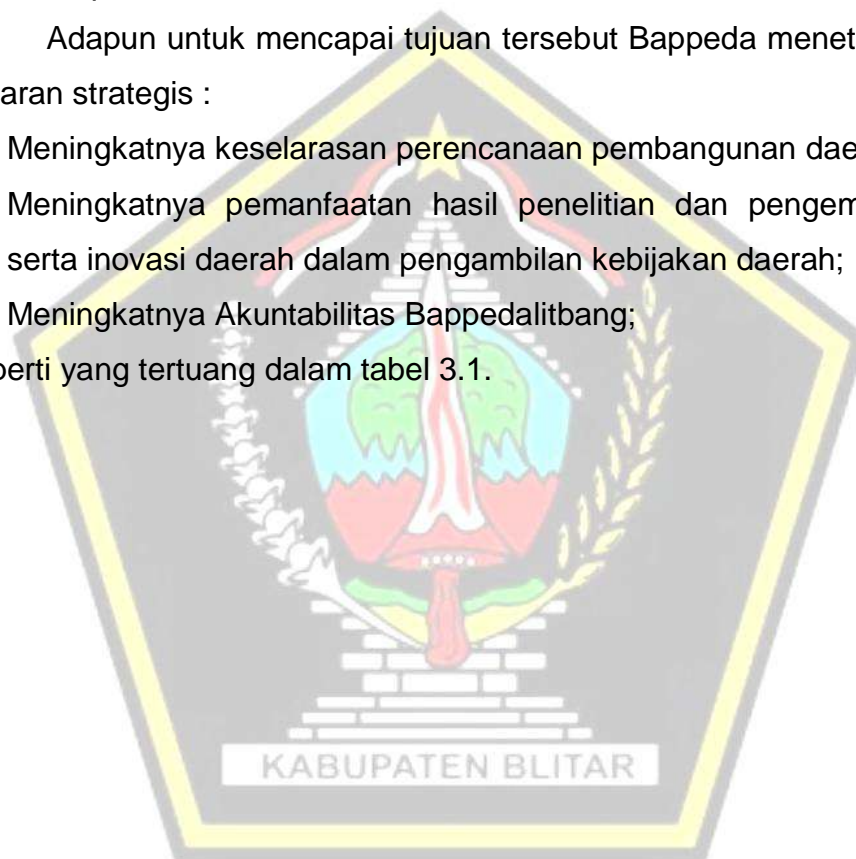 Adapun untuk mencapai tujuan tersebut Bappeda menet
aran strategis :
Meningkatnya keselarasan perencanaan pembangunan dae
Meningkatnya pemanfaatan hasil penelitian dan pengem
serta inovasi daerah dalam pengambilan kebijakan daerah;
Meningkatnya Akuntabilitas Bappedalitbang;
perti yang tertuang dalam tabel 3.1.
KABUPATEN BLITAR